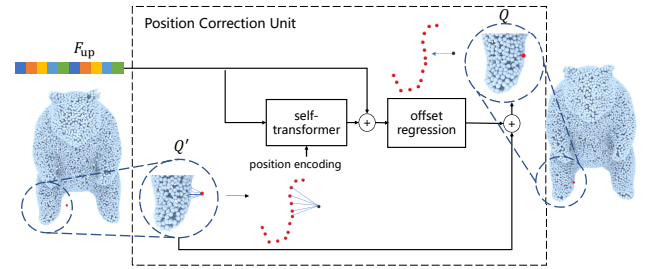 Position Correction Unit
Q
F_up
self-
transformer
+
offset
regression
+
position encoding
Q′